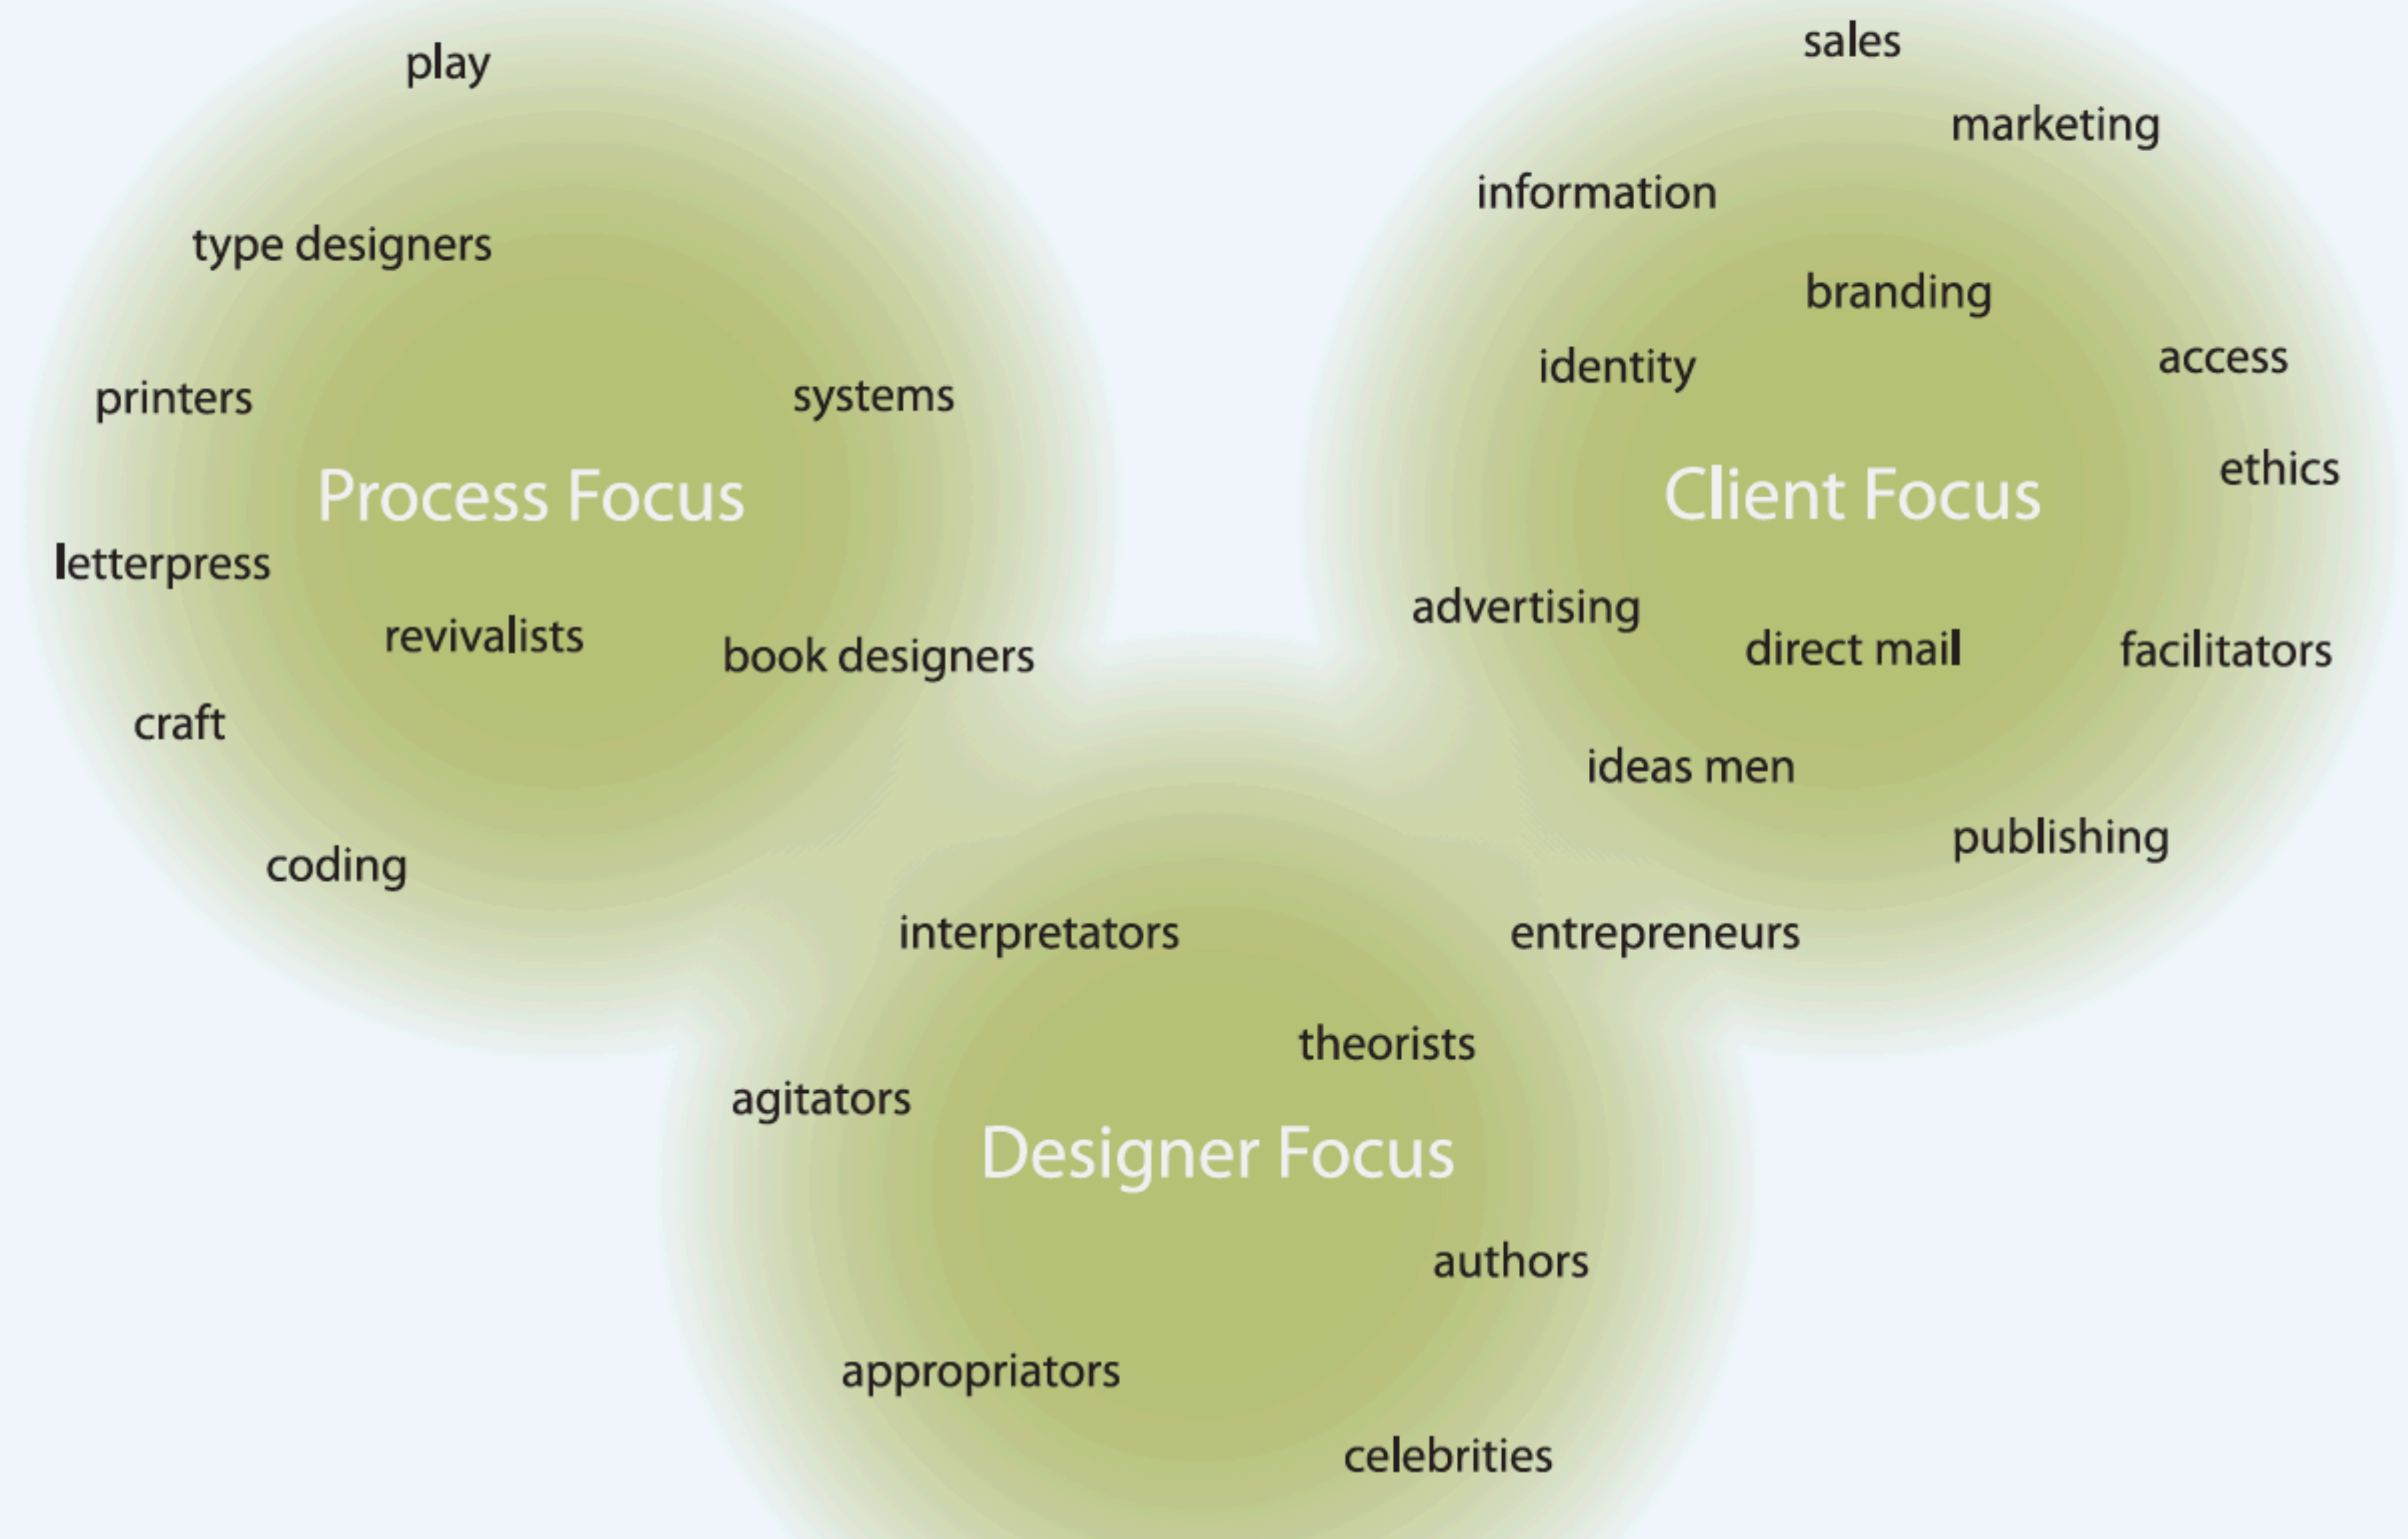 play
type designers
printers
systems
Process Focus
letterpress
revivalists
book designers
craft
coding
sales
marketing
information
branding
identity
access
Client Focus
ethics
advertising
direct mail
facilitators
ideas men
publishing
entrepreneurs
interpretators
theorists
agitators
Designer Focus
authors
appropriators
celebrities